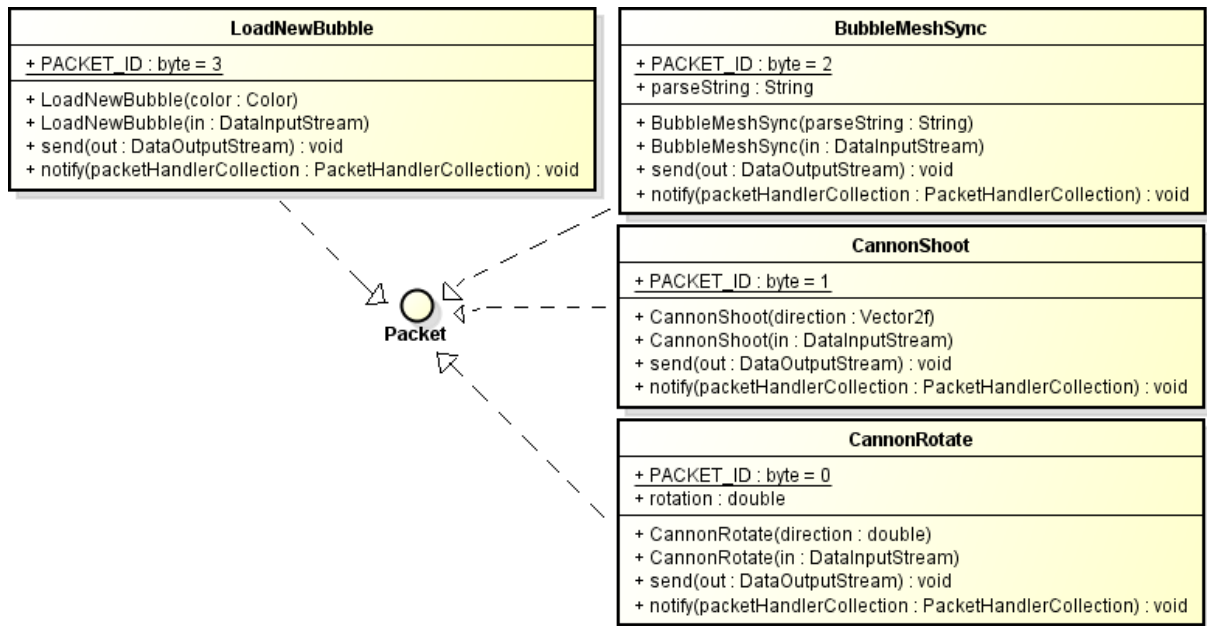 LoadNewBubble
+ PACKET_ID : byte = 3
+ LoadNewBubble(color : Color)
+ LoadNewBubble(in : DataInputStream)
+ send(out : DataOutputStream) : void
+ notify(packetHandlerCollection : PacketHandlerCollection) : void
BubbleMeshSync
+ PACKET_ID : byte = 2
+ parseString : String
+ BubbleMeshSync(parseString : String)
+ BubbleMeshSync(in : DataInputStream)
+ send(out : DataOutputStream) : void
+ notify(packetHandlerCollection : PacketHandlerCollection) : void
Packet
CannonShoot
+ PACKET_ID : byte = 1
+ CannonShoot(direction : Vector2f)
+ CannonShoot(in : DataInputStream)
+ send(out : DataOutputStream) : void
+ notify(packetHandlerCollection : PacketHandlerCollection) : void
CannonRotate
+ PACKET_ID : byte = 0
+ rotation : double
+ CannonRotate(direction : double)
+ CannonRotate(in : DataInputStream)
+ send(out : DataOutputStream) : void
+ notify(packetHandlerCollection : PacketHandlerCollection) : void